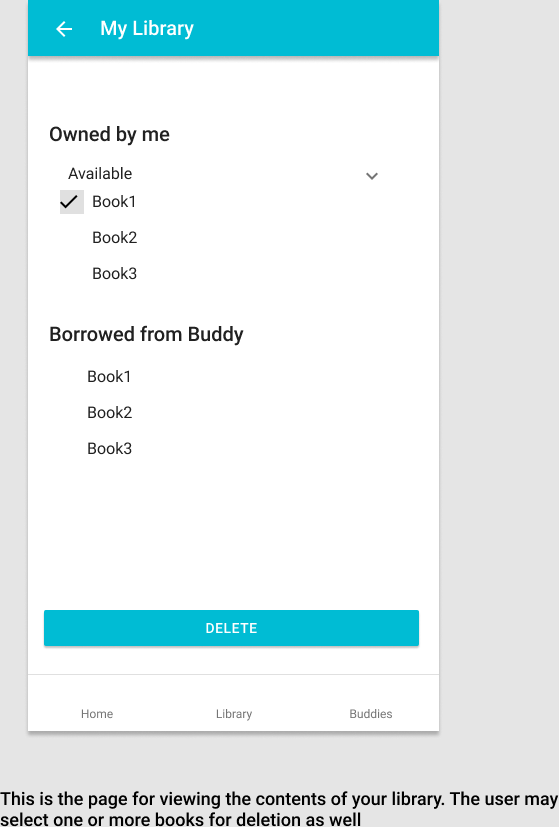 My Library
Owned by me
Available
Book1
Book2
Book3
Borrowed from Buddy
Book1
Book2
Book3
DELETE
Home Library Buddies
This is the page for viewing the contents of your library. The user may
select one or more books for deletion as well